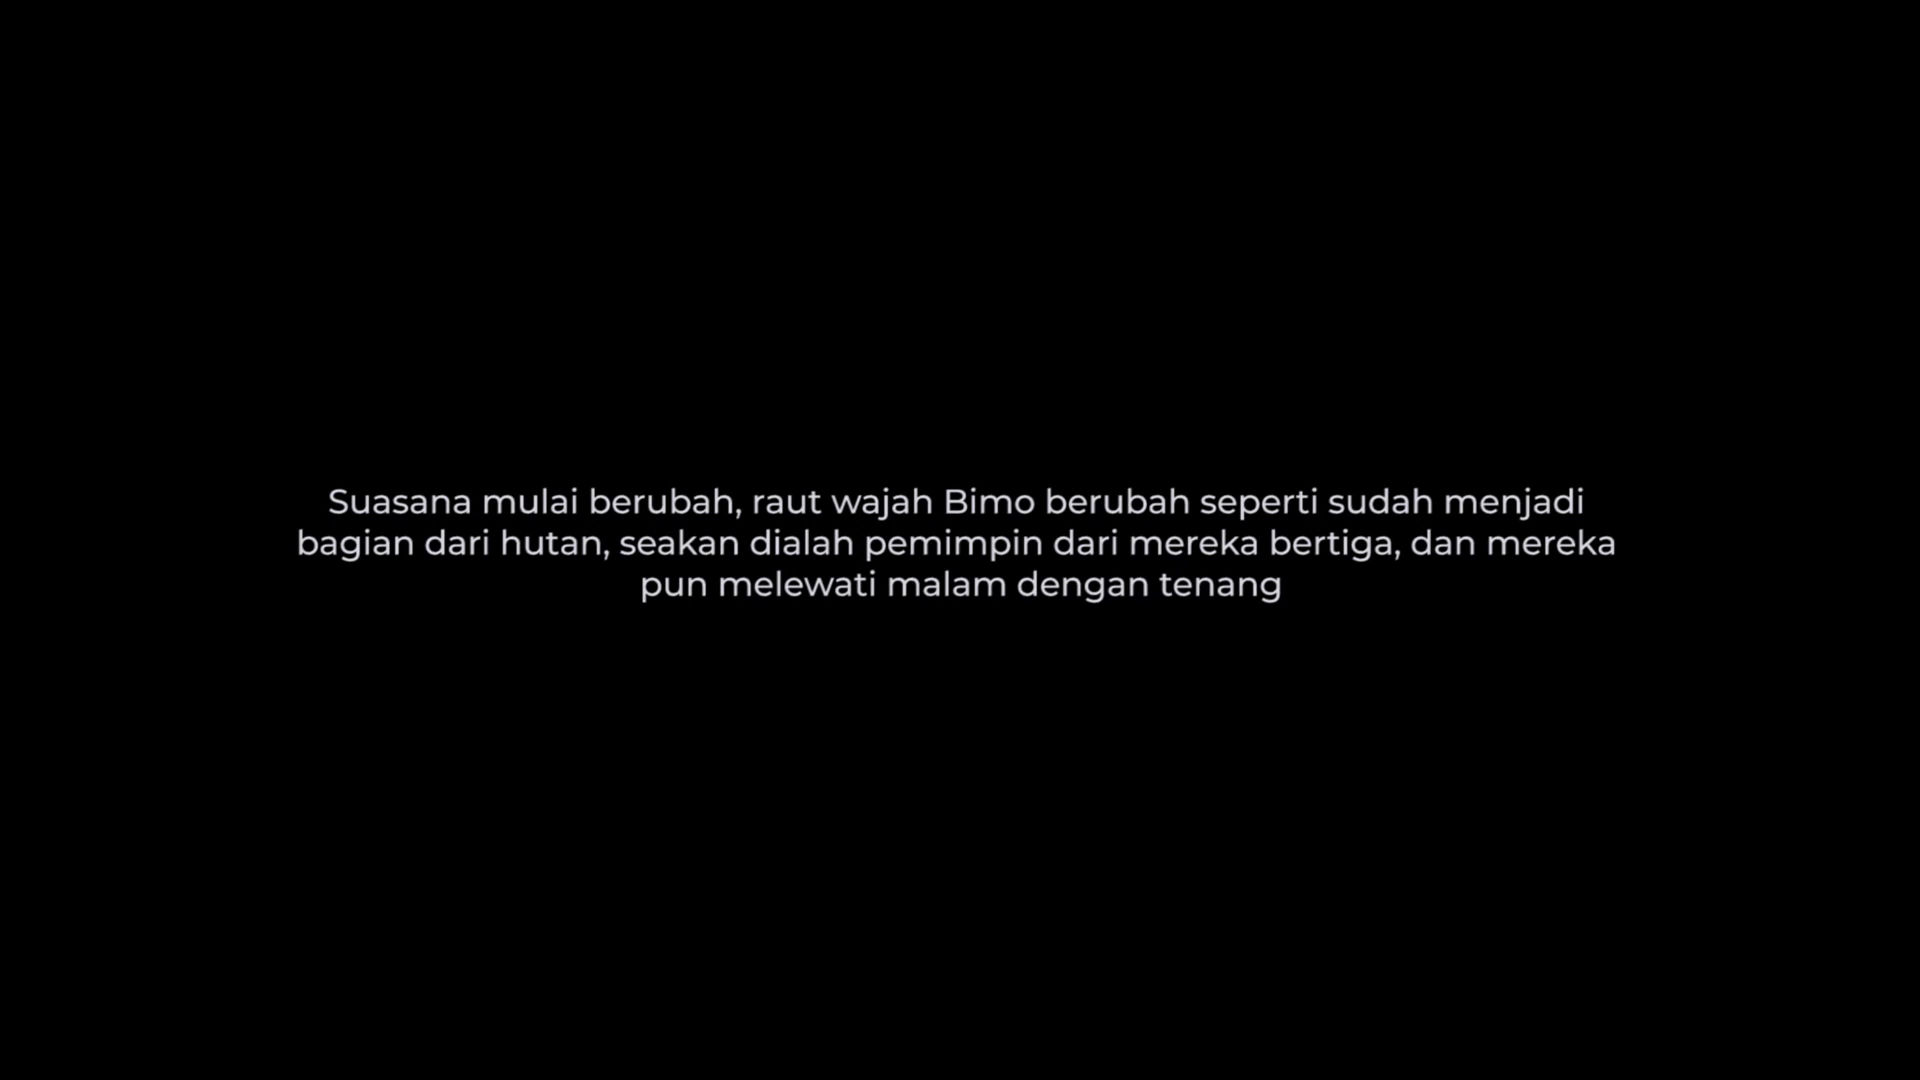 Suasana mulai berubah, raut wajah Bimo berubah seperti sudah menjadi
bagian dari hutan, seakan dialah pemimpin dari mereka bertiga, dan mereka
pun melewati malam dengan tenang